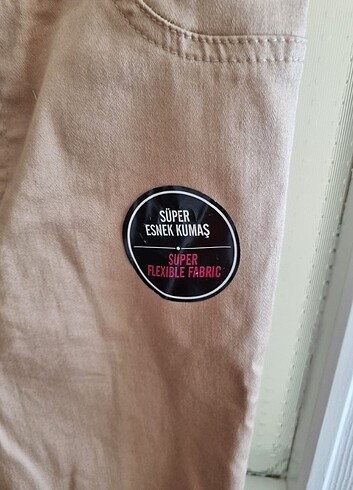 SÜPER
ESNEK KUMAŞ
SUPER
FLEXIBLE FABRIC